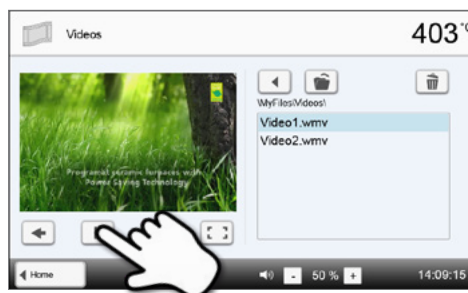 Videos
403 °C
\MyFiles\Videos\
Video1.wmv
Video2.wmv
Programat ceramic furnaces with
Power Saving Technology
Home
- 50 % +
14:09:15